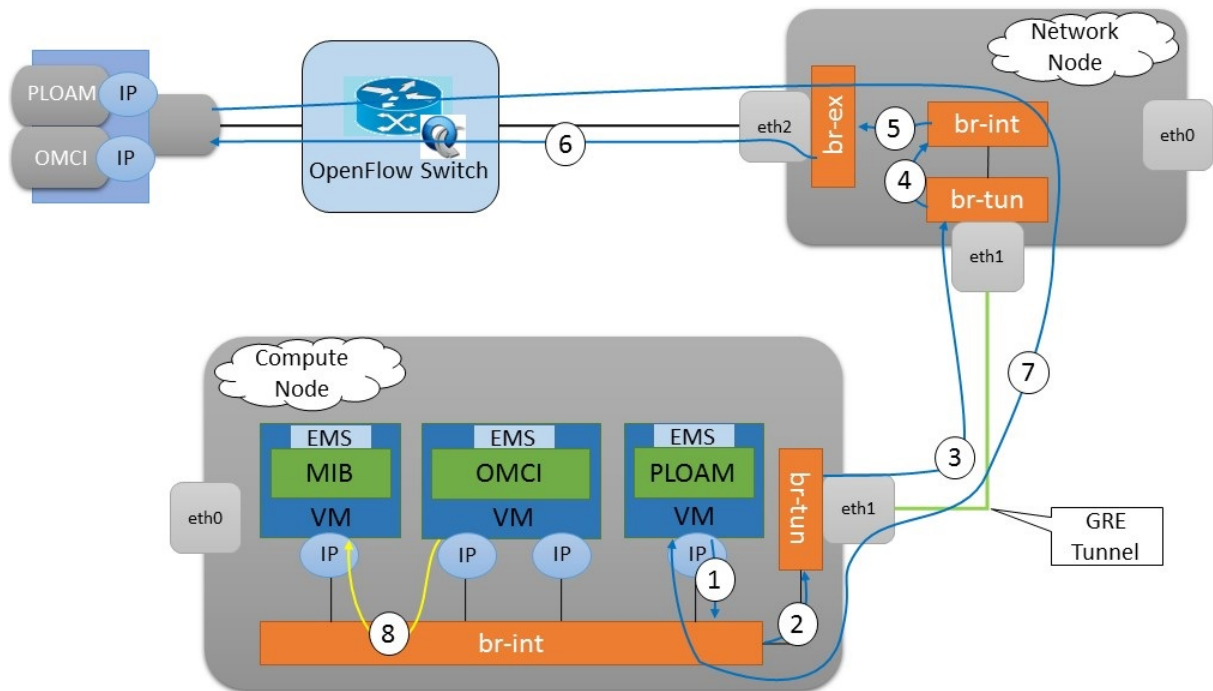 Network
Node
PLOAM
IP
OMCI
IP
OpenFlow Switch
6
eth2
br-ex
5
br-int
4
br-tun
eth0
eth1
Compute
Node
7
3
EMS
MIB
VM
IP
EMS
OMCI
VM
IP
IP
EMS
PLOAM
VM
IP
1
br-tun
eth1
eth0
GRE
Tunnel
8
br-int
2